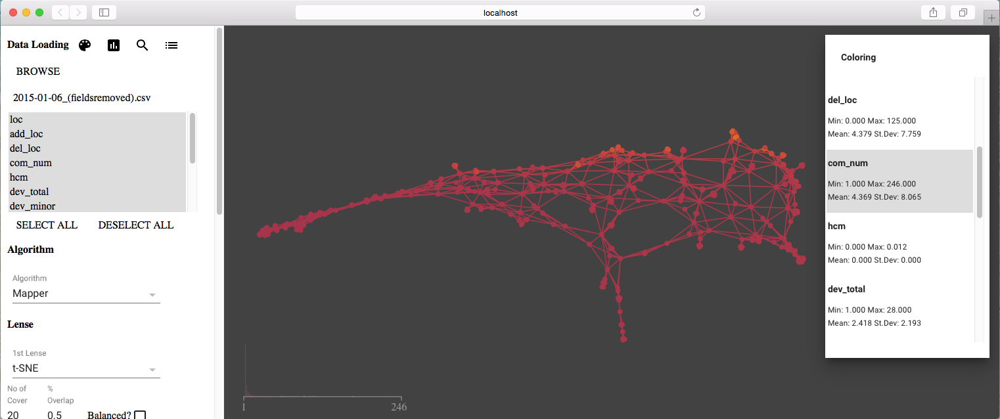 localhost
Data Loading
BROWSE
2015-01-06_(fieldsremoved).csv
loc
add_loc
del_loc
com_num
hcm
dev_total
dev_minor
SELECT ALL DESELECT ALL
Algorithm
Algorithm
Mapper
Lense
1st Lense
t-SNE
No of Cover
% Overlap
20 0.5 Balanced?
1 246
Coloring
del_loc
Min: 0.000 Max: 125.000
Mean: 4.379 St.Dev: 7.759
com_num
Min: 1.000 Max: 246.000
Mean: 4.369 St.Dev: 8.065
hcm
Min: 0.000 Max: 0.012
Mean: 0.000 St.Dev: 0.000
dev_total
Min: 1.000 Max: 28.000
Mean: 2.418 St.Dev: 2.193